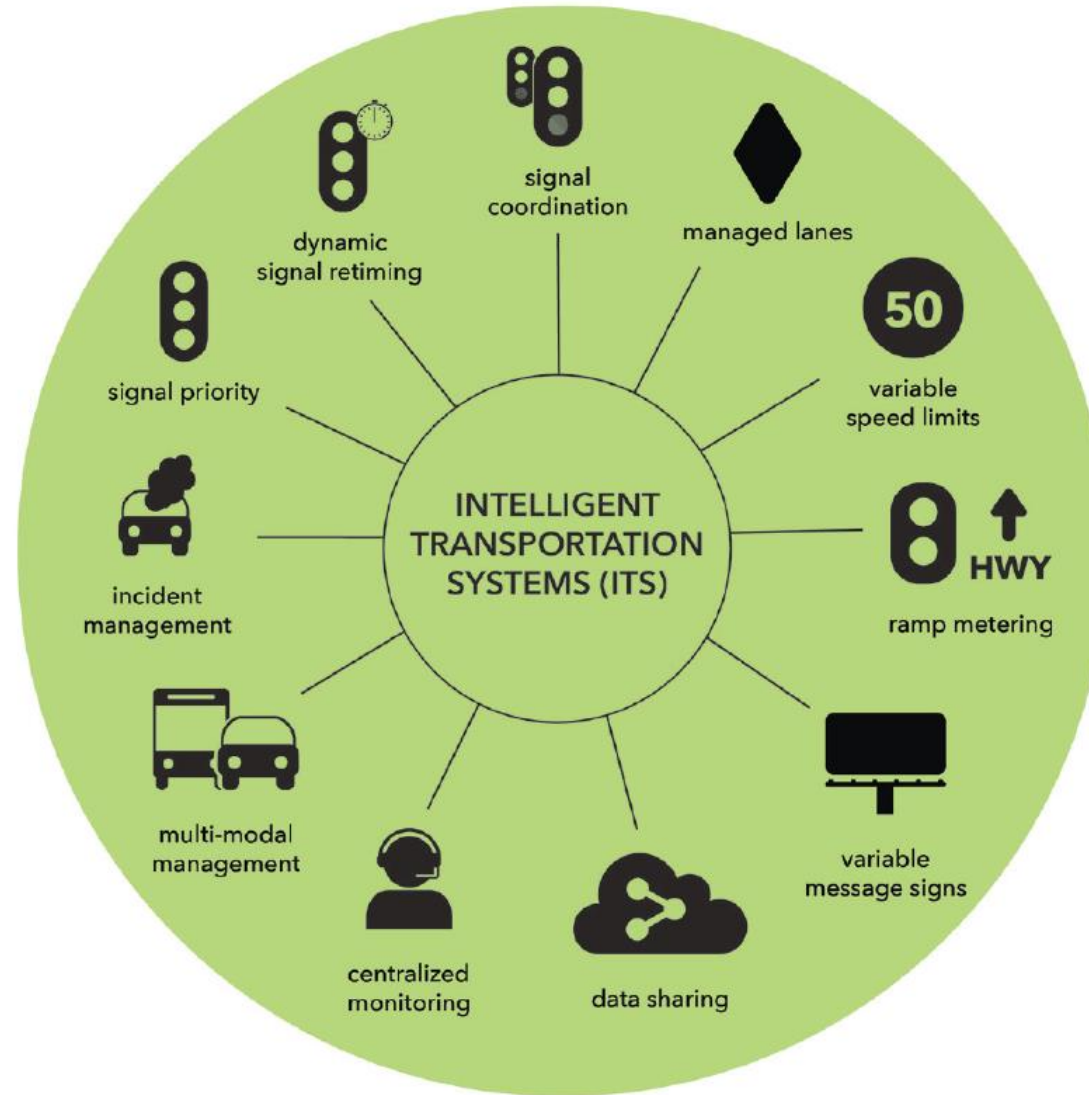 signal
coordination
managed lanes
50
variable
speed limits
HWY
ramp metering
variable
message signs
data sharing
centralized
monitoring
multi-modal
management
incident
management
signal priority
dynamic
signal retiming
INTELLIGENT
TRANSPORTATION
SYSTEMS (ITS)